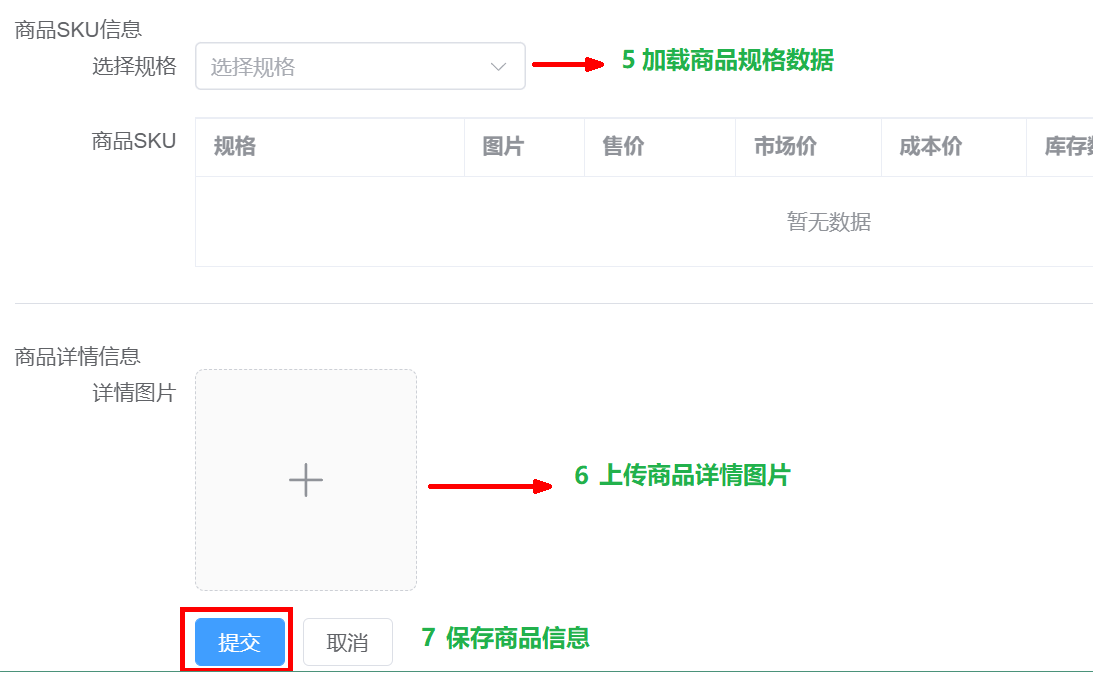 商品SKU信息
选择规格 选择规格 5 加载商品规格数据
商品SKU 规格 图片 售价 市场价 成本价 库存
暂无数据
商品详情信息
详情图片
6 上传商品详情图片
提交 取消 7 保存商品信息